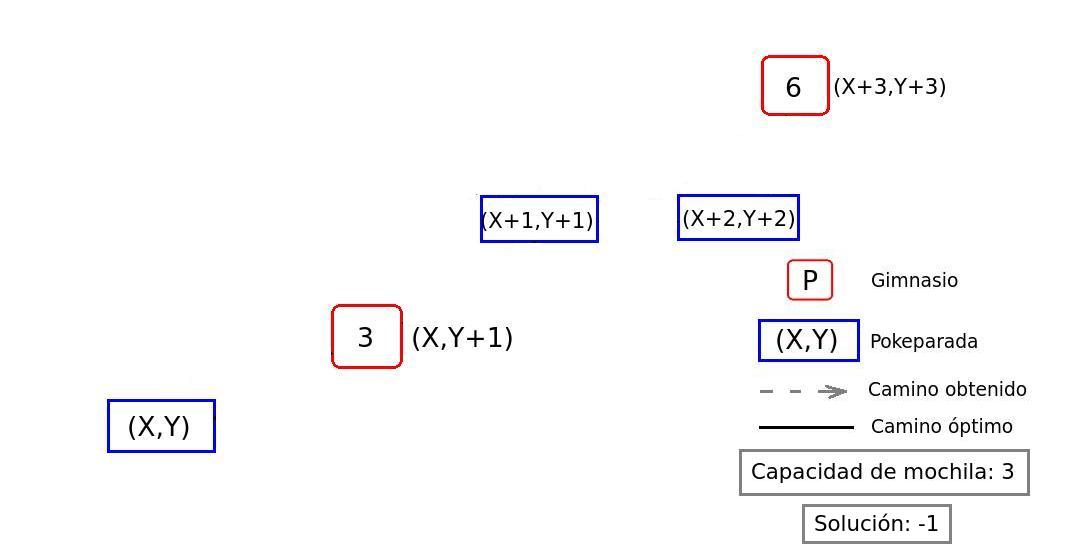 6 (X+3,Y+3)
(X+1,Y+1) (X+2,Y+2)
P Gimnasio
3 (X,Y+1)
(X,Y) Pokeparada
Camino obtenido
(X,Y)
Camino óptimo
Capacidad de mochila: 3
Solución: -1